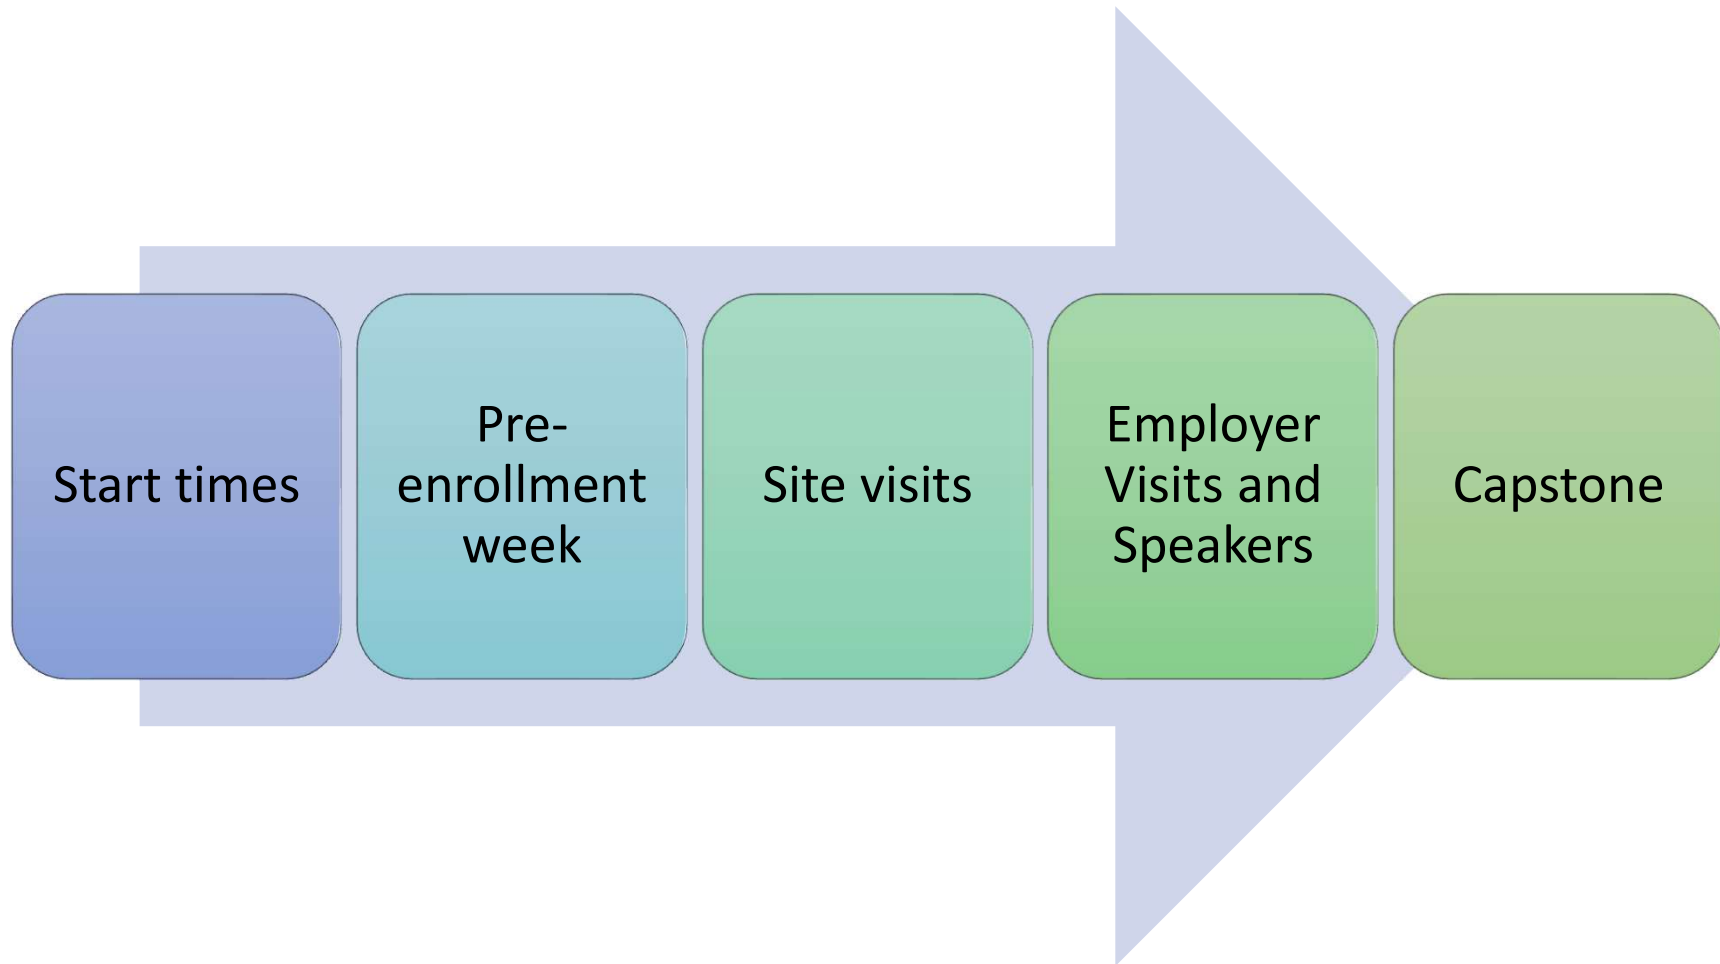 Start times
Pre-
enrollment
week
Site visits
Employer
Visits and
Speakers
Capstone